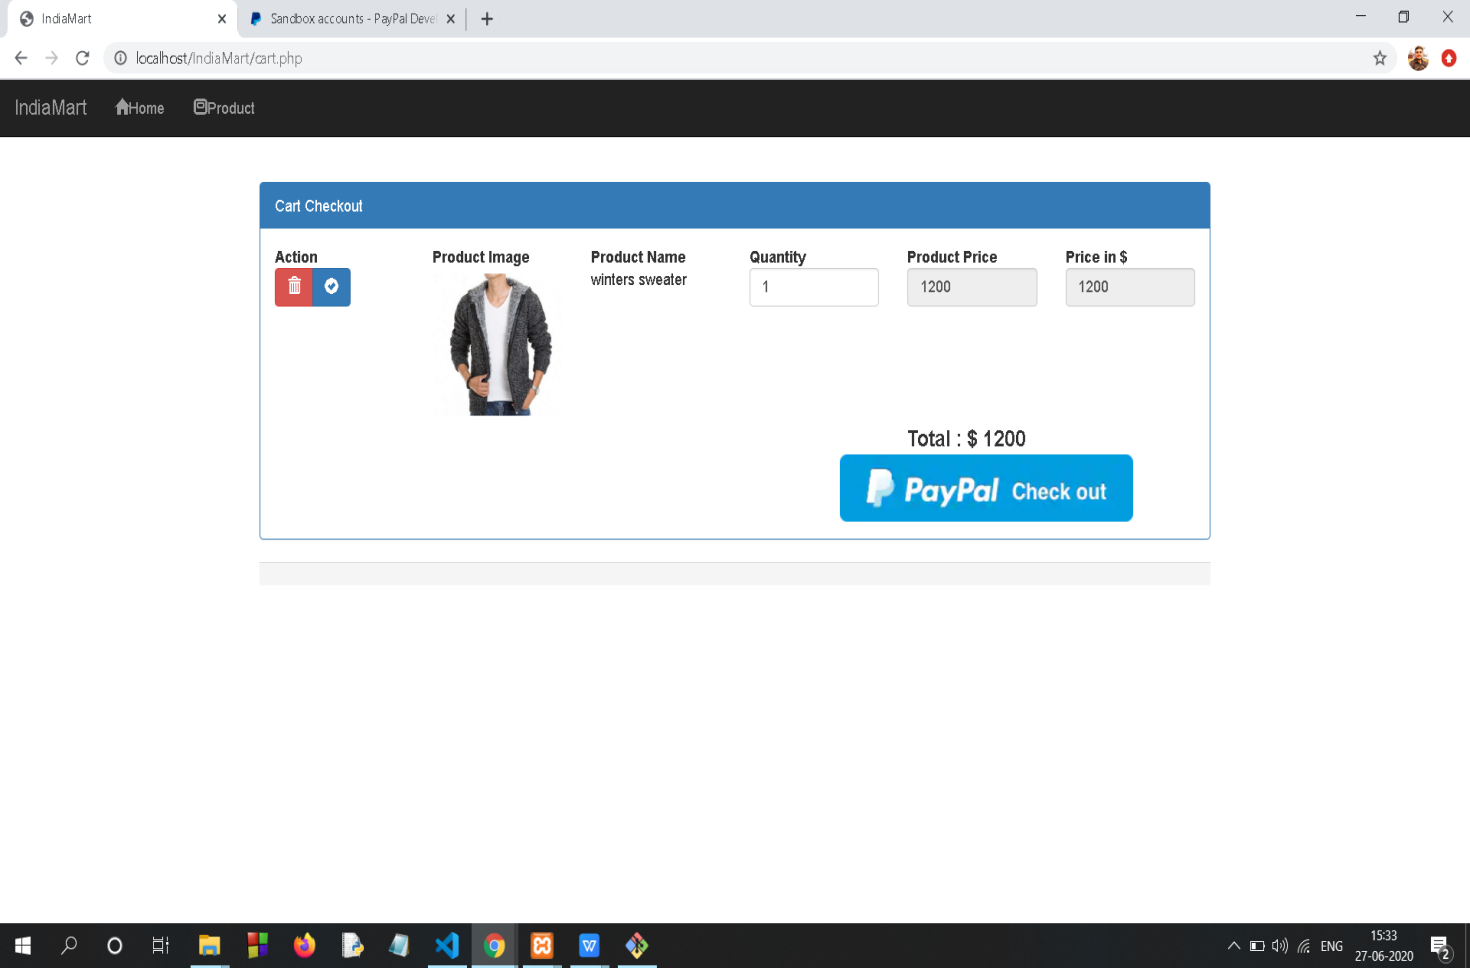 IndiaMart
Sandbox accounts - PayPal Deve
localhost/IndiaMart/cart.php
IndiaMart Home Product
Cart Checkout
Action Product Image Product Name Quantity Product Price Price in $
winters sweater 1 1200 1200
Total : $ 1200
PayPal Check out
ENG
15:33
27-06-2020
2